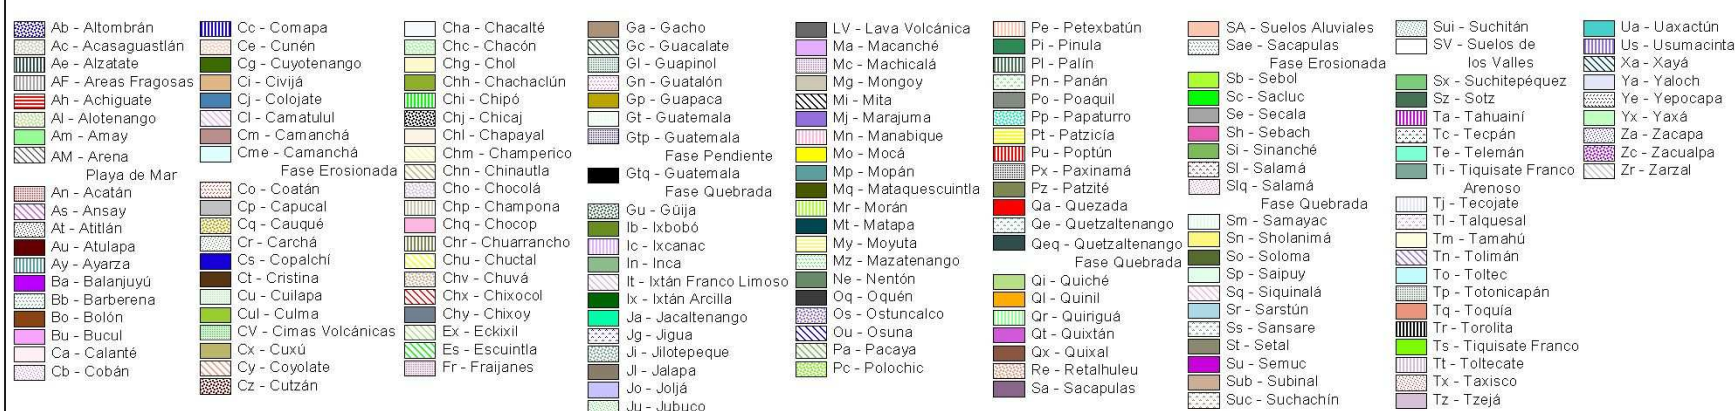 Ab - Altombrán
Ac - Acasaguastlán
Ae - Alzatate
AF - Areas Fragosas
Ah - Achiguate
Al - Alotenango
Am - Amay
AM - Arena
Playa de Mar
An - Acatán
As - Ansay
At - Atitlán
Au - Atulapa
Ay - Ayarza
Ba - Balanjuyú
Bb - Barberena
Bo - Bolón
Bu - Bucul
Ca - Calanté
Cb - Cobán
Cc - Comapa
Ce - Cunén
Cg - Cuyotenango
Ci - Civijá
Cj - Colojate
Cl - Camatulul
Cm - Camanchá
Cme - Camanchá
Fase Erosionada
Co - Coatán
Cp - Capucal
Cq - Cauqué
Cr - Carchá
Cs - Copalchí
Ct - Cristina
Cu - Cuilapa
Cul - Culma
CV - Cimas Volcánicas
Cx - Cuxú
Cy - Coyolate
Cz - Cutzán
Cha - Chacalté
Chc - Chacón
Chg - Chol
Chh - Chachaclún
Chi - Chipó
Chj - Chicaj
Chl - Chapayal
Chm - Champerico
Chn - Chinautla
Cho - Chocolá
Chp - Champona
Chq - Chocop
Chr - Chuarrancho
Chu - Chuctal
Chv - Chuvá
Chx - Chixocol
Chy - Chixoy
Ex - Eckixil
Es - Escuintla
Fr - Fraijanes
Ga - Gacho
Gc - Guacalate
Gl - Guapinol
Gn - Guatalón
Gp - Guapaca
Gt - Guatemala
Gtp - Guatemala
Fase Pendiente
Gtq - Guatemala
Fase Quebrada
Gu - Güija
Ib - Ixbobó
Ic - Ixcanac
In - Inca
It - Ixtán Franco Limoso
Ix - Ixtán Arcilla
Ja - Jacaltenango
Jg - Jigua
Ji - Jilotepeque
Jl - Jalapa
Jo - Joljá
Ju - Jubuco
LV - Lava Volcánica
Ma - Macanché
Mc - Machicalá
Mg - Mongoy
Mi - Mita
Mj - Marajuma
Mn - Manabique
Mo - Mocá
Mp - Mopán
Mq - Mataquescuintla
Mr - Morán
Mt - Matapa
My - Moyuta
Mz - Mazatenango
Ne - Nentón
Oq - Oquén
Os - Ostuncalco
Ou - Osuna
Pa - Pacaya
Pc - Polochic
Pe - Petexbatún
Pi - Pinula
Pl - Palín
Pn - Panán
Po - Poaquil
Pp - Papaturro
Pt - Patzicía
Pu - Poptún
Px - Paxinamá
Pz - Patzité
Qa - Quezada
Qe - Quetzaltenango
Qeq - Quetzaltenango
Fase Quebrada
Qi - Quiché
Ql - Quinil
Qr - Quiriguá
Qt - Quixtán
Qx - Quixal
Re - Retalhuleu
Sa - Sacapulas
SA - Suelos Aluviales
Sae - Sacapulas
Fase Erosionada
Sb - Sebol
Sc - Sacluc
Se - Secala
Sh - Sebach
Si - Sinanché
Sl - Salamá
Slq - Salamá
Fase Quebrada
Sm - Samayac
Sn - Sholanimá
So - Soloma
Sp - Saipuy
Sq - Siquinalá
Sr - Sarstún
Ss - Sansare
St - Setal
Su - Semuc
Sub - Subinal
Suc - Suchachín
Sui - Suchitán
SV - Suelos de
los Valles
Sx - Suchitepéquez
Sz - Sotz
Ta - Tahuainí
Tc - Tecpán
Te - Telemán
Ti - Tiquisate Franco
Arenoso
Tj - Tecojate
Tl - Talquesal
Tm - Tamahú
Tn - Tolimán
To - Toltec
Tp - Totonicapán
Tq - Toquía
Tr - Torolita
Ts - Tiquisate Franco
Tt - Toltecate
Tx - Taxisco
Tz - Tzejá
Ua - Uaxactún
Us - Usumacinta
Xa - Xayá
Ya - Yaloch
Ye - Yepocapa
Yx - Yaxá
Za - Zacapa
Zc - Zacualpa
Zr - Zarzal